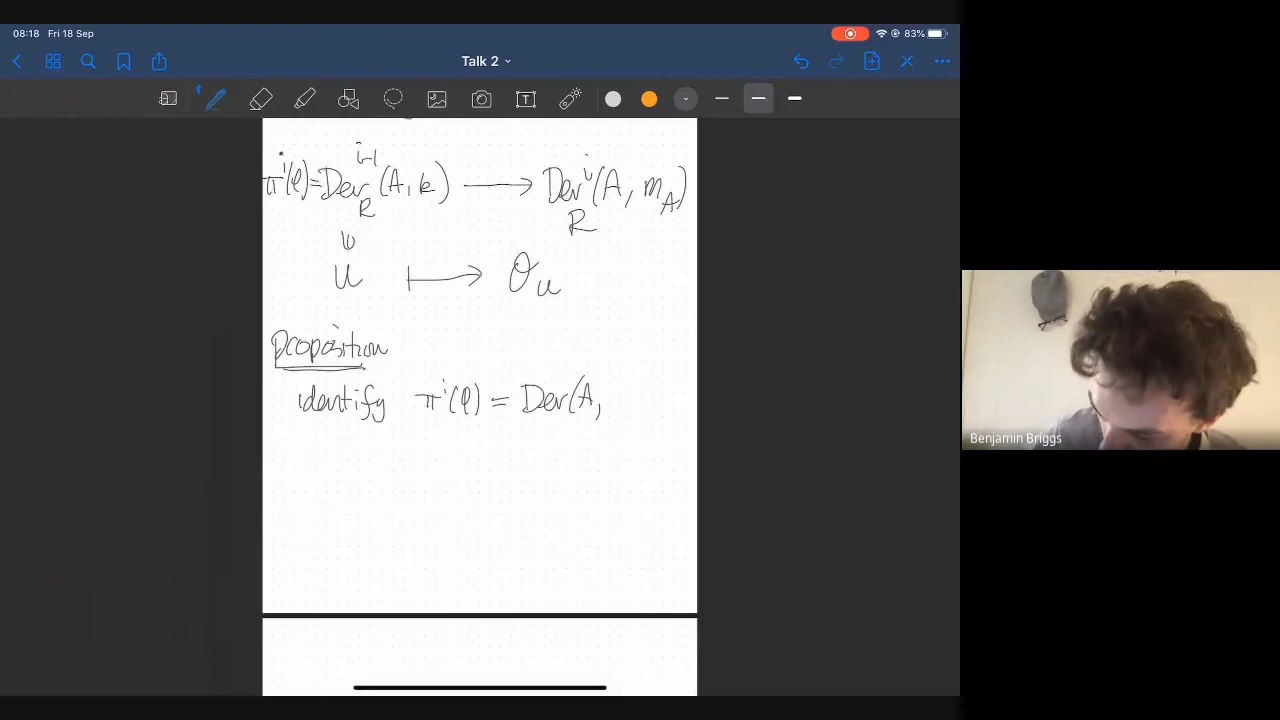 08:18 Fri 18 Sep
83%
Talk 2
i-1 i
π^i(φ) = Der_R(A, k) ⟶ Der_R(A, m_A)
∪
u ⟼ θ_u
proposition
identify π^i(φ) = Der(A,
Benjamin Briggs